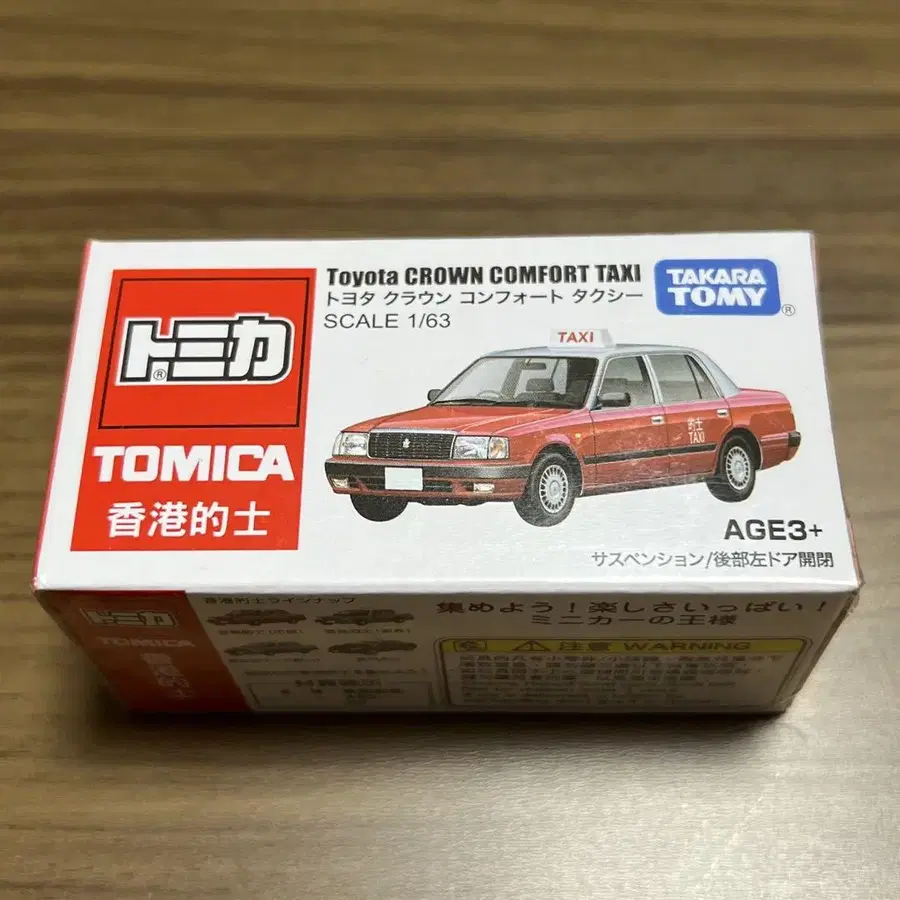 Toyota CROWN COMFORT TAXI
トヨタ クラウン コンフォート タクシー
SCALE 1/63
TAKARA
TOMY
®
トミカ
®
TOMICA
香港的士
TAXI
的士
TAXI
AGE3+
サスペンション/後部左ドア開閉
トミカ
TOMICA
香港的士
香港的士ラインナップ
集めよう!楽しさいっぱい!
ミニカーの王様
注意 WARNING